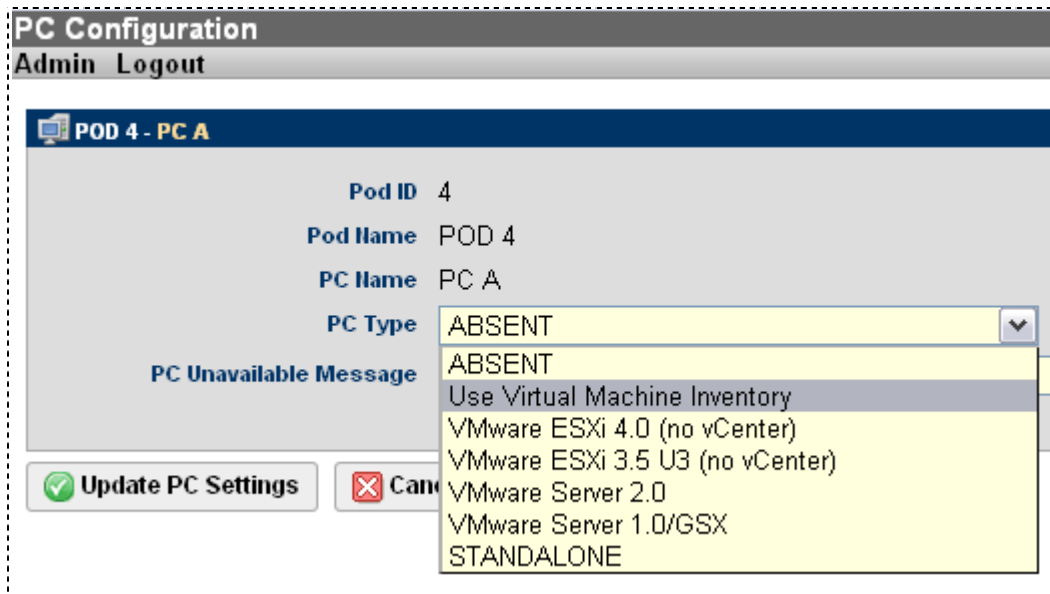 PC Configuration
Admin Logout
POD 4 - PC A
Pod ID 4
Pod Name POD 4
PC Name PC A
PC Type ABSENT
PC Unavailable Message
ABSENT
Use Virtual Machine Inventory
VMware ESXi 4.0 (no vCenter)
VMware ESXi 3.5 U3 (no vCenter)
VMware Server 2.0
VMware Server 1.0/GSX
STANDALONE
Update PC Settings